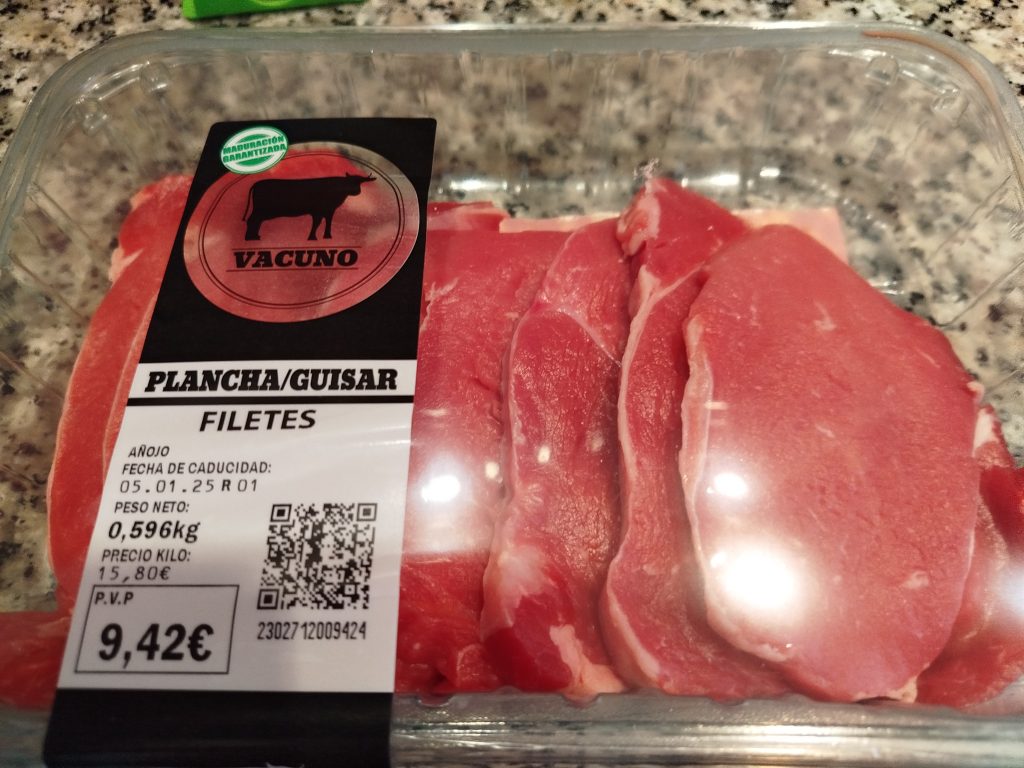 MADURACIÓN
GARANTIZADA
VACUNO
PLANCHA/GUISAR
FILETES
AÑOJO
FECHA DE CADUCIDAD:
05.01.25 R 01
PESO NETO:
0,596kg
PRECIO KILO:
15,80€
P.V.P
9,42€
2302712009424